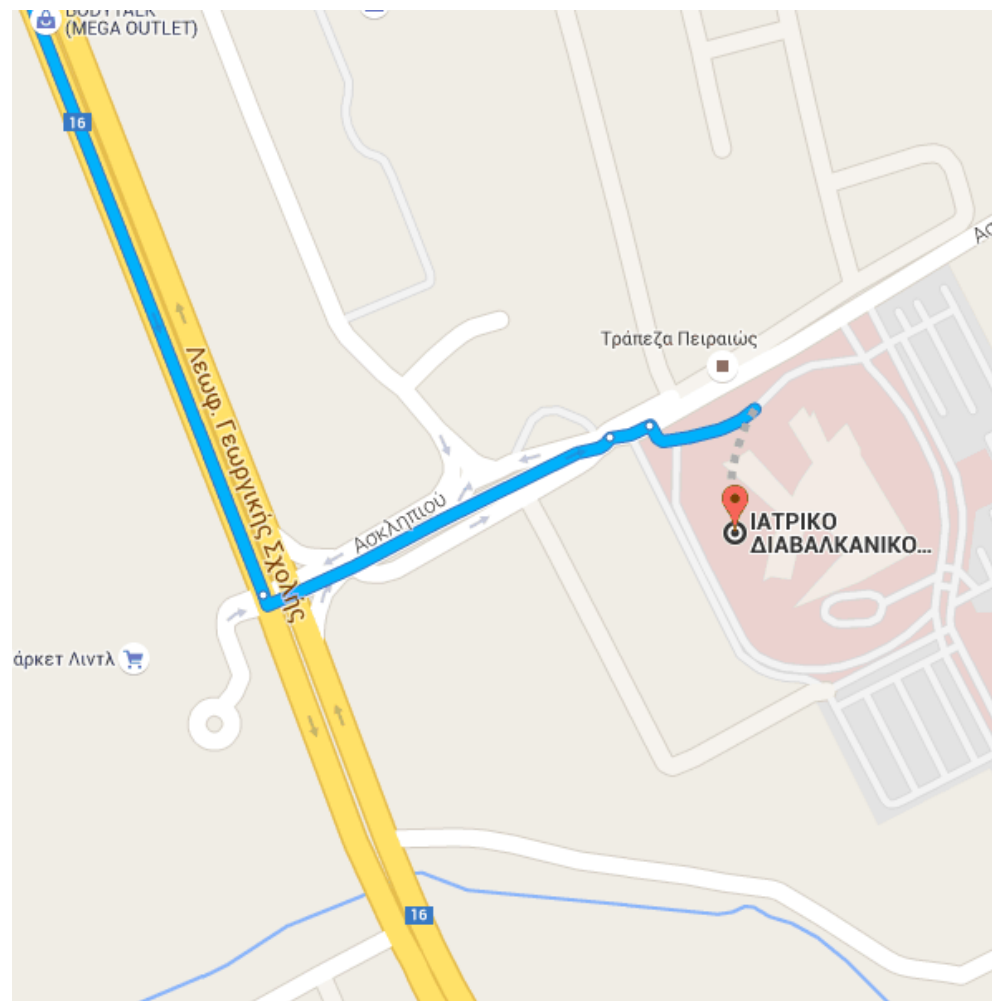 BODYTALK
(MEGA OUTLET)
16
Τράπεζα Πειραιώς
Λεωφ. Γεωργικής Σχολής
Ασκληπιού
ΙΑΤΡΙΚΟ
ΔΙΑΒΑΛΚΑΝΙΚΟ...
άρκετ Λιντλ
16